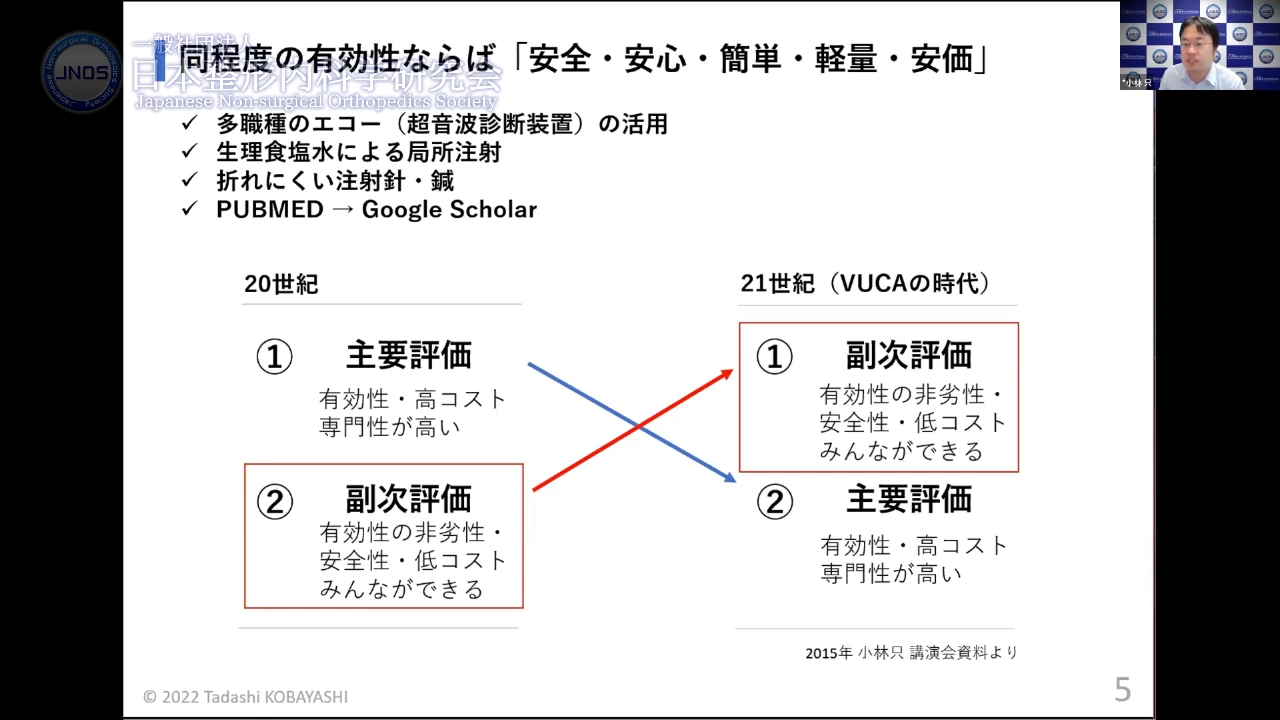 一般社団法人
日本整形内科学研究会
Japanese Non-surgical Orthopedics Society
JNOS
同程度の有効性ならば「安全・安心・簡単・軽量・安価」
✓ 多職種のエコー（超音波診断装置）の活用
✓ 生理食塩水による局所注射
✓ 折れにくい注射針・鍼
✓ PUBMED → Google Scholar
20世紀
① 主要評価
有効性・高コスト
専門性が高い
② 副次評価
有効性の非劣性・
安全性・低コスト
みんなができる
21世紀（VUCAの時代）
① 副次評価
有効性の非劣性・
安全性・低コスト
みんなができる
② 主要評価
有効性・高コスト
専門性が高い
2015年 小林只 講演会資料より
© 2022 Tadashi KOBAYASHI
5
小林 只